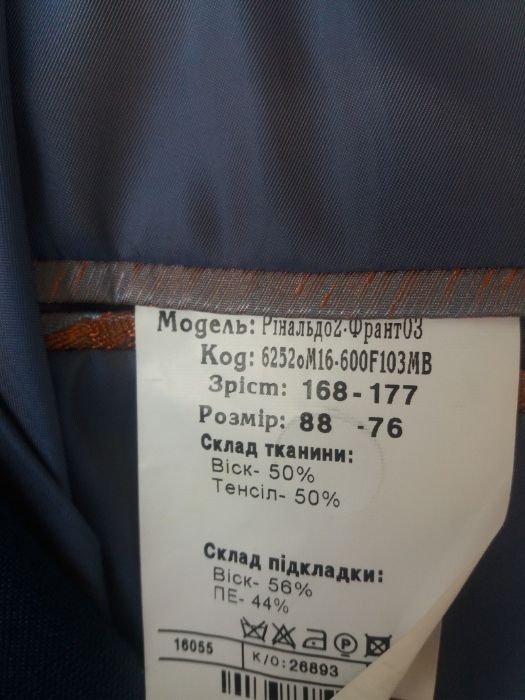 Модель: Рінальдо2-Франт03
Код: 6252оМ16-600F103МВ
Зріст: 168-177
Розмір: 88 -76
Склад тканини:
Віск- 50%
Тенсіл- 50%
Склад підкладки:
Віск- 56%
ПЕ- 44%
P
16055
К/О:26893